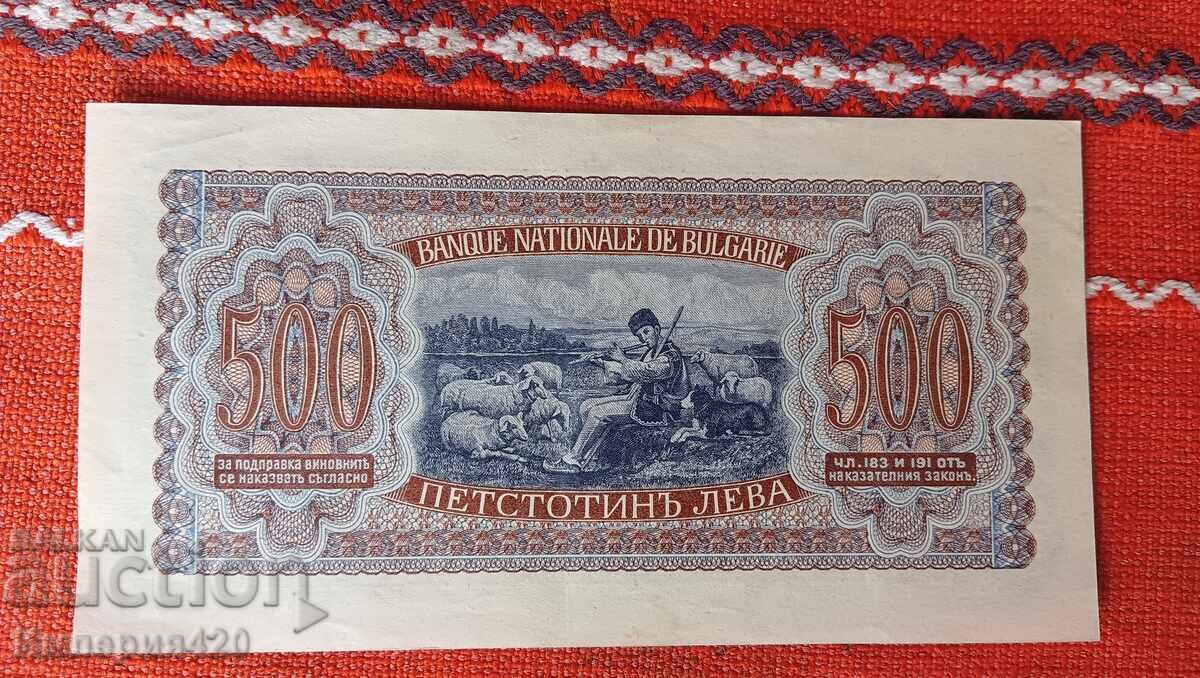 BANQUE NATIONALE DE BULGARIE
500
500
ЗА ПОДПРАВКА ВИНОВНИТѢ
СЕ НАКАЗВАТЪ СЪГЛАСНО
ЧЛ. 183 И 191 ОТЪ
НАКАЗАТЕЛНИЯ ЗАКОНЪ.
ПЕТСТОТИНЪ ЛЕВА
BALKAN
auction
Империя420